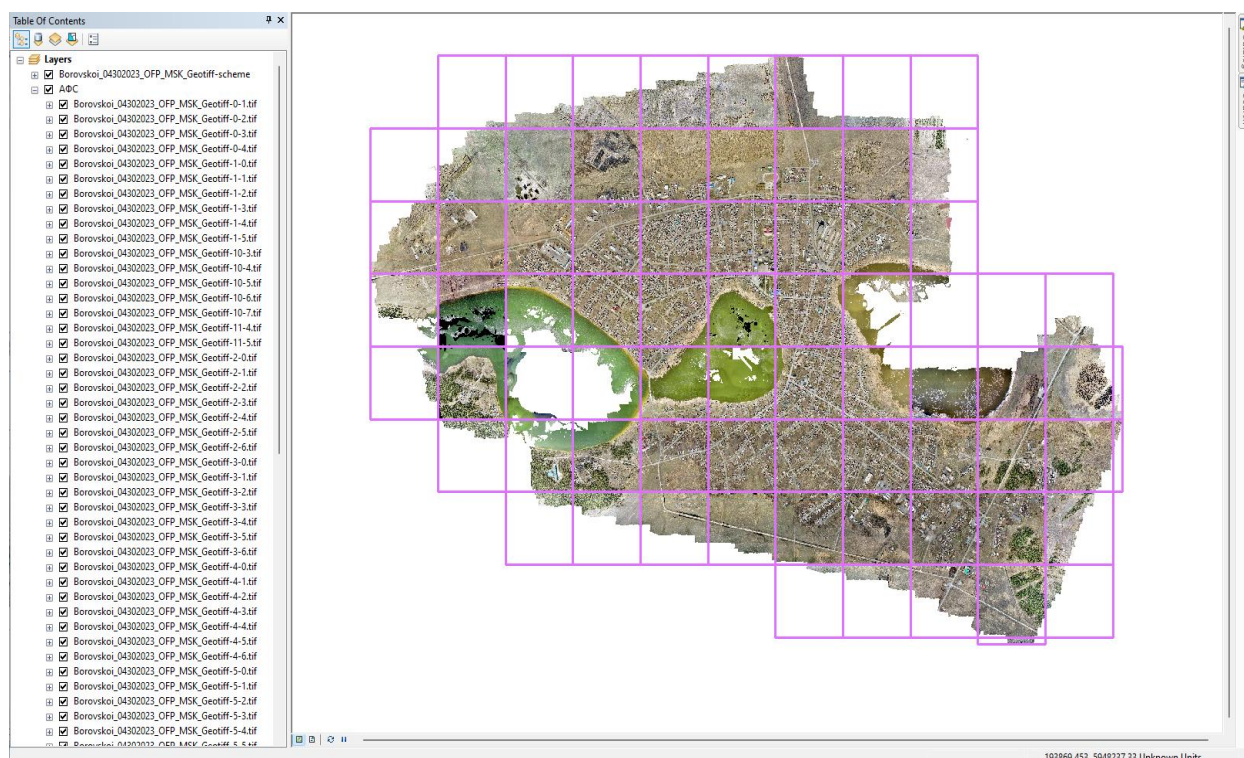 Table Of Contents
Layers
Borovskoi_04302023_OFP_MSK_Geotiff-scheme
АФС
Borovskoi_04302023_OFP_MSK_Geotiff-0-1.tif
Borovskoi_04302023_OFP_MSK_Geotiff-0-2.tif
Borovskoi_04302023_OFP_MSK_Geotiff-0-3.tif
Borovskoi_04302023_OFP_MSK_Geotiff-0-4.tif
Borovskoi_04302023_OFP_MSK_Geotiff-1-0.tif
Borovskoi_04302023_OFP_MSK_Geotiff-1-1.tif
Borovskoi_04302023_OFP_MSK_Geotiff-1-2.tif
Borovskoi_04302023_OFP_MSK_Geotiff-1-3.tif
Borovskoi_04302023_OFP_MSK_Geotiff-1-4.tif
Borovskoi_04302023_OFP_MSK_Geotiff-1-5.tif
Borovskoi_04302023_OFP_MSK_Geotiff-10-3.tif
Borovskoi_04302023_OFP_MSK_Geotiff-10-4.tif
Borovskoi_04302023_OFP_MSK_Geotiff-10-5.tif
Borovskoi_04302023_OFP_MSK_Geotiff-10-6.tif
Borovskoi_04302023_OFP_MSK_Geotiff-10-7.tif
Borovskoi_04302023_OFP_MSK_Geotiff-11-4.tif
Borovskoi_04302023_OFP_MSK_Geotiff-11-5.tif
Borovskoi_04302023_OFP_MSK_Geotiff-2-0.tif
Borovskoi_04302023_OFP_MSK_Geotiff-2-1.tif
Borovskoi_04302023_OFP_MSK_Geotiff-2-2.tif
Borovskoi_04302023_OFP_MSK_Geotiff-2-3.tif
Borovskoi_04302023_OFP_MSK_Geotiff-2-4.tif
Borovskoi_04302023_OFP_MSK_Geotiff-2-5.tif
Borovskoi_04302023_OFP_MSK_Geotiff-2-6.tif
Borovskoi_04302023_OFP_MSK_Geotiff-3-0.tif
Borovskoi_04302023_OFP_MSK_Geotiff-3-1.tif
Borovskoi_04302023_OFP_MSK_Geotiff-3-2.tif
Borovskoi_04302023_OFP_MSK_Geotiff-3-3.tif
Borovskoi_04302023_OFP_MSK_Geotiff-3-4.tif
Borovskoi_04302023_OFP_MSK_Geotiff-3-5.tif
Borovskoi_04302023_OFP_MSK_Geotiff-3-6.tif
Borovskoi_04302023_OFP_MSK_Geotiff-4-0.tif
Borovskoi_04302023_OFP_MSK_Geotiff-4-1.tif
Borovskoi_04302023_OFP_MSK_Geotiff-4-2.tif
Borovskoi_04302023_OFP_MSK_Geotiff-4-3.tif
Borovskoi_04302023_OFP_MSK_Geotiff-4-4.tif
Borovskoi_04302023_OFP_MSK_Geotiff-4-5.tif
Borovskoi_04302023_OFP_MSK_Geotiff-4-6.tif
Borovskoi_04302023_OFP_MSK_Geotiff-5-0.tif
Borovskoi_04302023_OFP_MSK_Geotiff-5-1.tif
Borovskoi_04302023_OFP_MSK_Geotiff-5-2.tif
Borovskoi_04302023_OFP_MSK_Geotiff-5-3.tif
Borovskoi_04302023_OFP_MSK_Geotiff-5-4.tif
Borovskoi_04302023_OFP_MSK_Geotiff-5-5.tif
Unknown Units